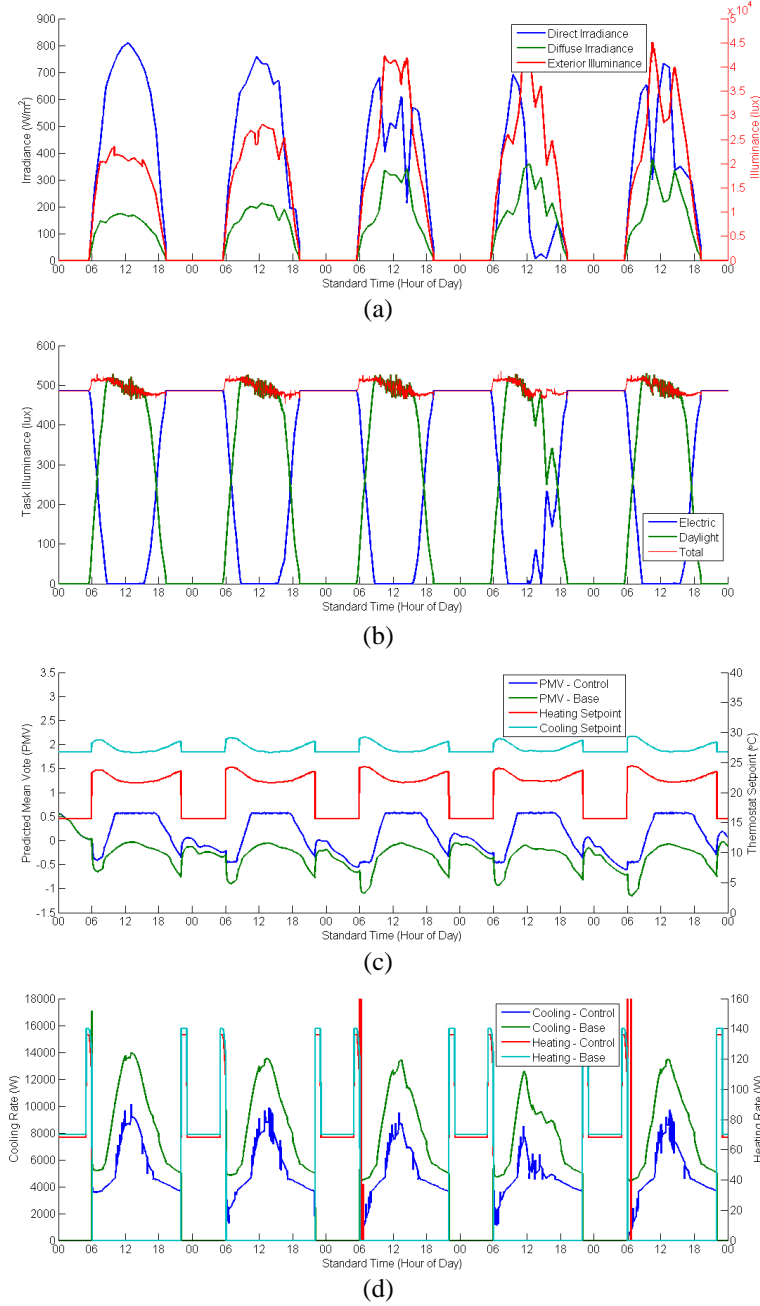 x 10⁴
900 800 700 600 500 400 300 200 100 0
Irradiance (W/m²)
Direct Irradiance
Diffuse Irradiance
Exterior Illuminance
5 4.5 4 3.5 3 2.5 2 1.5 1 0.5 0
Illuminance (lux)
00 06 12 18 00 06 12 18 00 06 12 18 00 06 12 18 00 06 12 18 00
Standard Time (Hour of Day)
(a)
600 500 400 300 200 100 0
Task Illuminance (lux)
Electric
Daylight
Total
00 06 12 18 00 06 12 18 00 06 12 18 00 06 12 18 00 06 12 18 00
Standard Time (Hour of Day)
(b)
3.5 3 2.5 2 1.5 1 0.5 0 -0.5 -1 -1.5
Predicted Mean Vote (PMV)
PMV - Control
PMV - Base
Heating Setpoint
Cooling Setpoint
40 35 30 25 20 15 10 5 0
Thermostat Setpoint (°C)
00 06 12 18 00 06 12 18 00 06 12 18 00 06 12 18 00 06 12 18 00
Standard Time (Hour of Day)
(c)
18000 16000 14000 12000 10000 8000 6000 4000 2000 0
Cooling Rate (W)
Cooling - Control
Cooling - Base
Heating - Control
Heating - Base
160 140 120 100 80 60 40 20 0
Heating Rate (W)
00 06 12 18 00 06 12 18 00 06 12 18 00 06 12 18 00 06 12 18 00
Standard Time (Hour of Day)
(d)